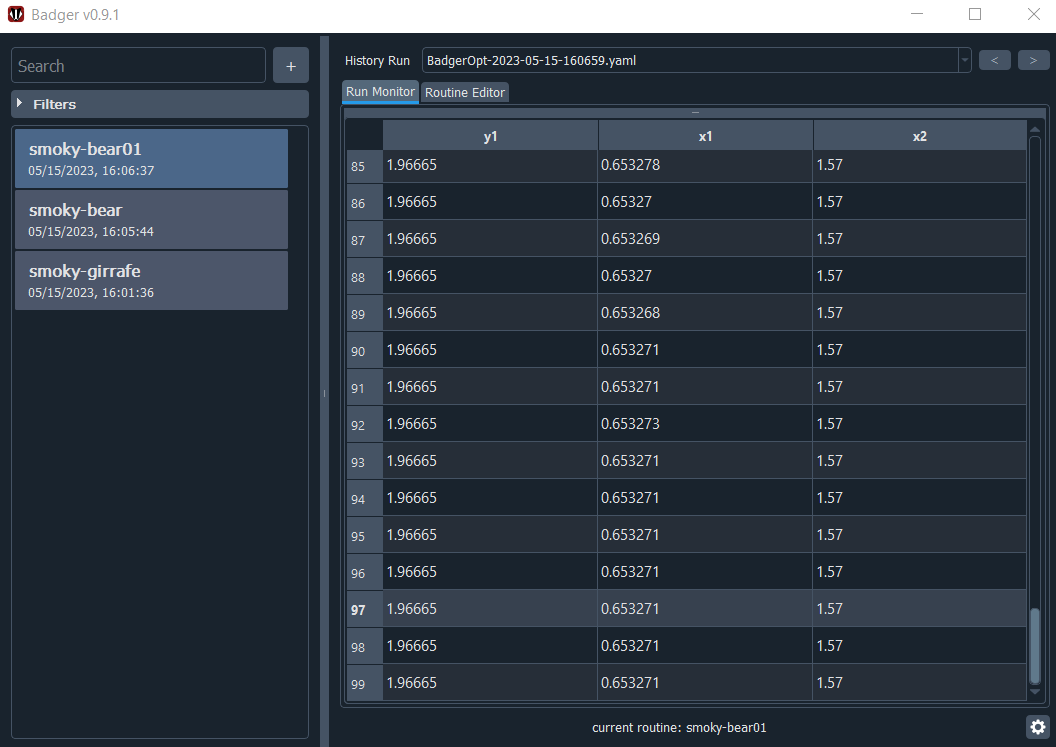 Badger v0.9.1
Search
+
Filters
smoky-bear01
05/15/2023, 16:06:37
smoky-bear
05/15/2023, 16:05:44
smoky-girrafe
05/15/2023, 16:01:36
History Run BadgerOpt-2023-05-15-160659.yaml < >
Run Monitor Routine Editor
y1 x1 x2
85 1.96665 0.653278 1.57
86 1.96665 0.65327 1.57
87 1.96665 0.653269 1.57
88 1.96665 0.65327 1.57
89 1.96665 0.653268 1.57
90 1.96665 0.653271 1.57
91 1.96665 0.653271 1.57
92 1.96665 0.653273 1.57
93 1.96665 0.653271 1.57
94 1.96665 0.653271 1.57
95 1.96665 0.653271 1.57
96 1.96665 0.653271 1.57
97 1.96665 0.653271 1.57
98 1.96665 0.653271 1.57
99 1.96665 0.653271 1.57
current routine: smoky-bear01